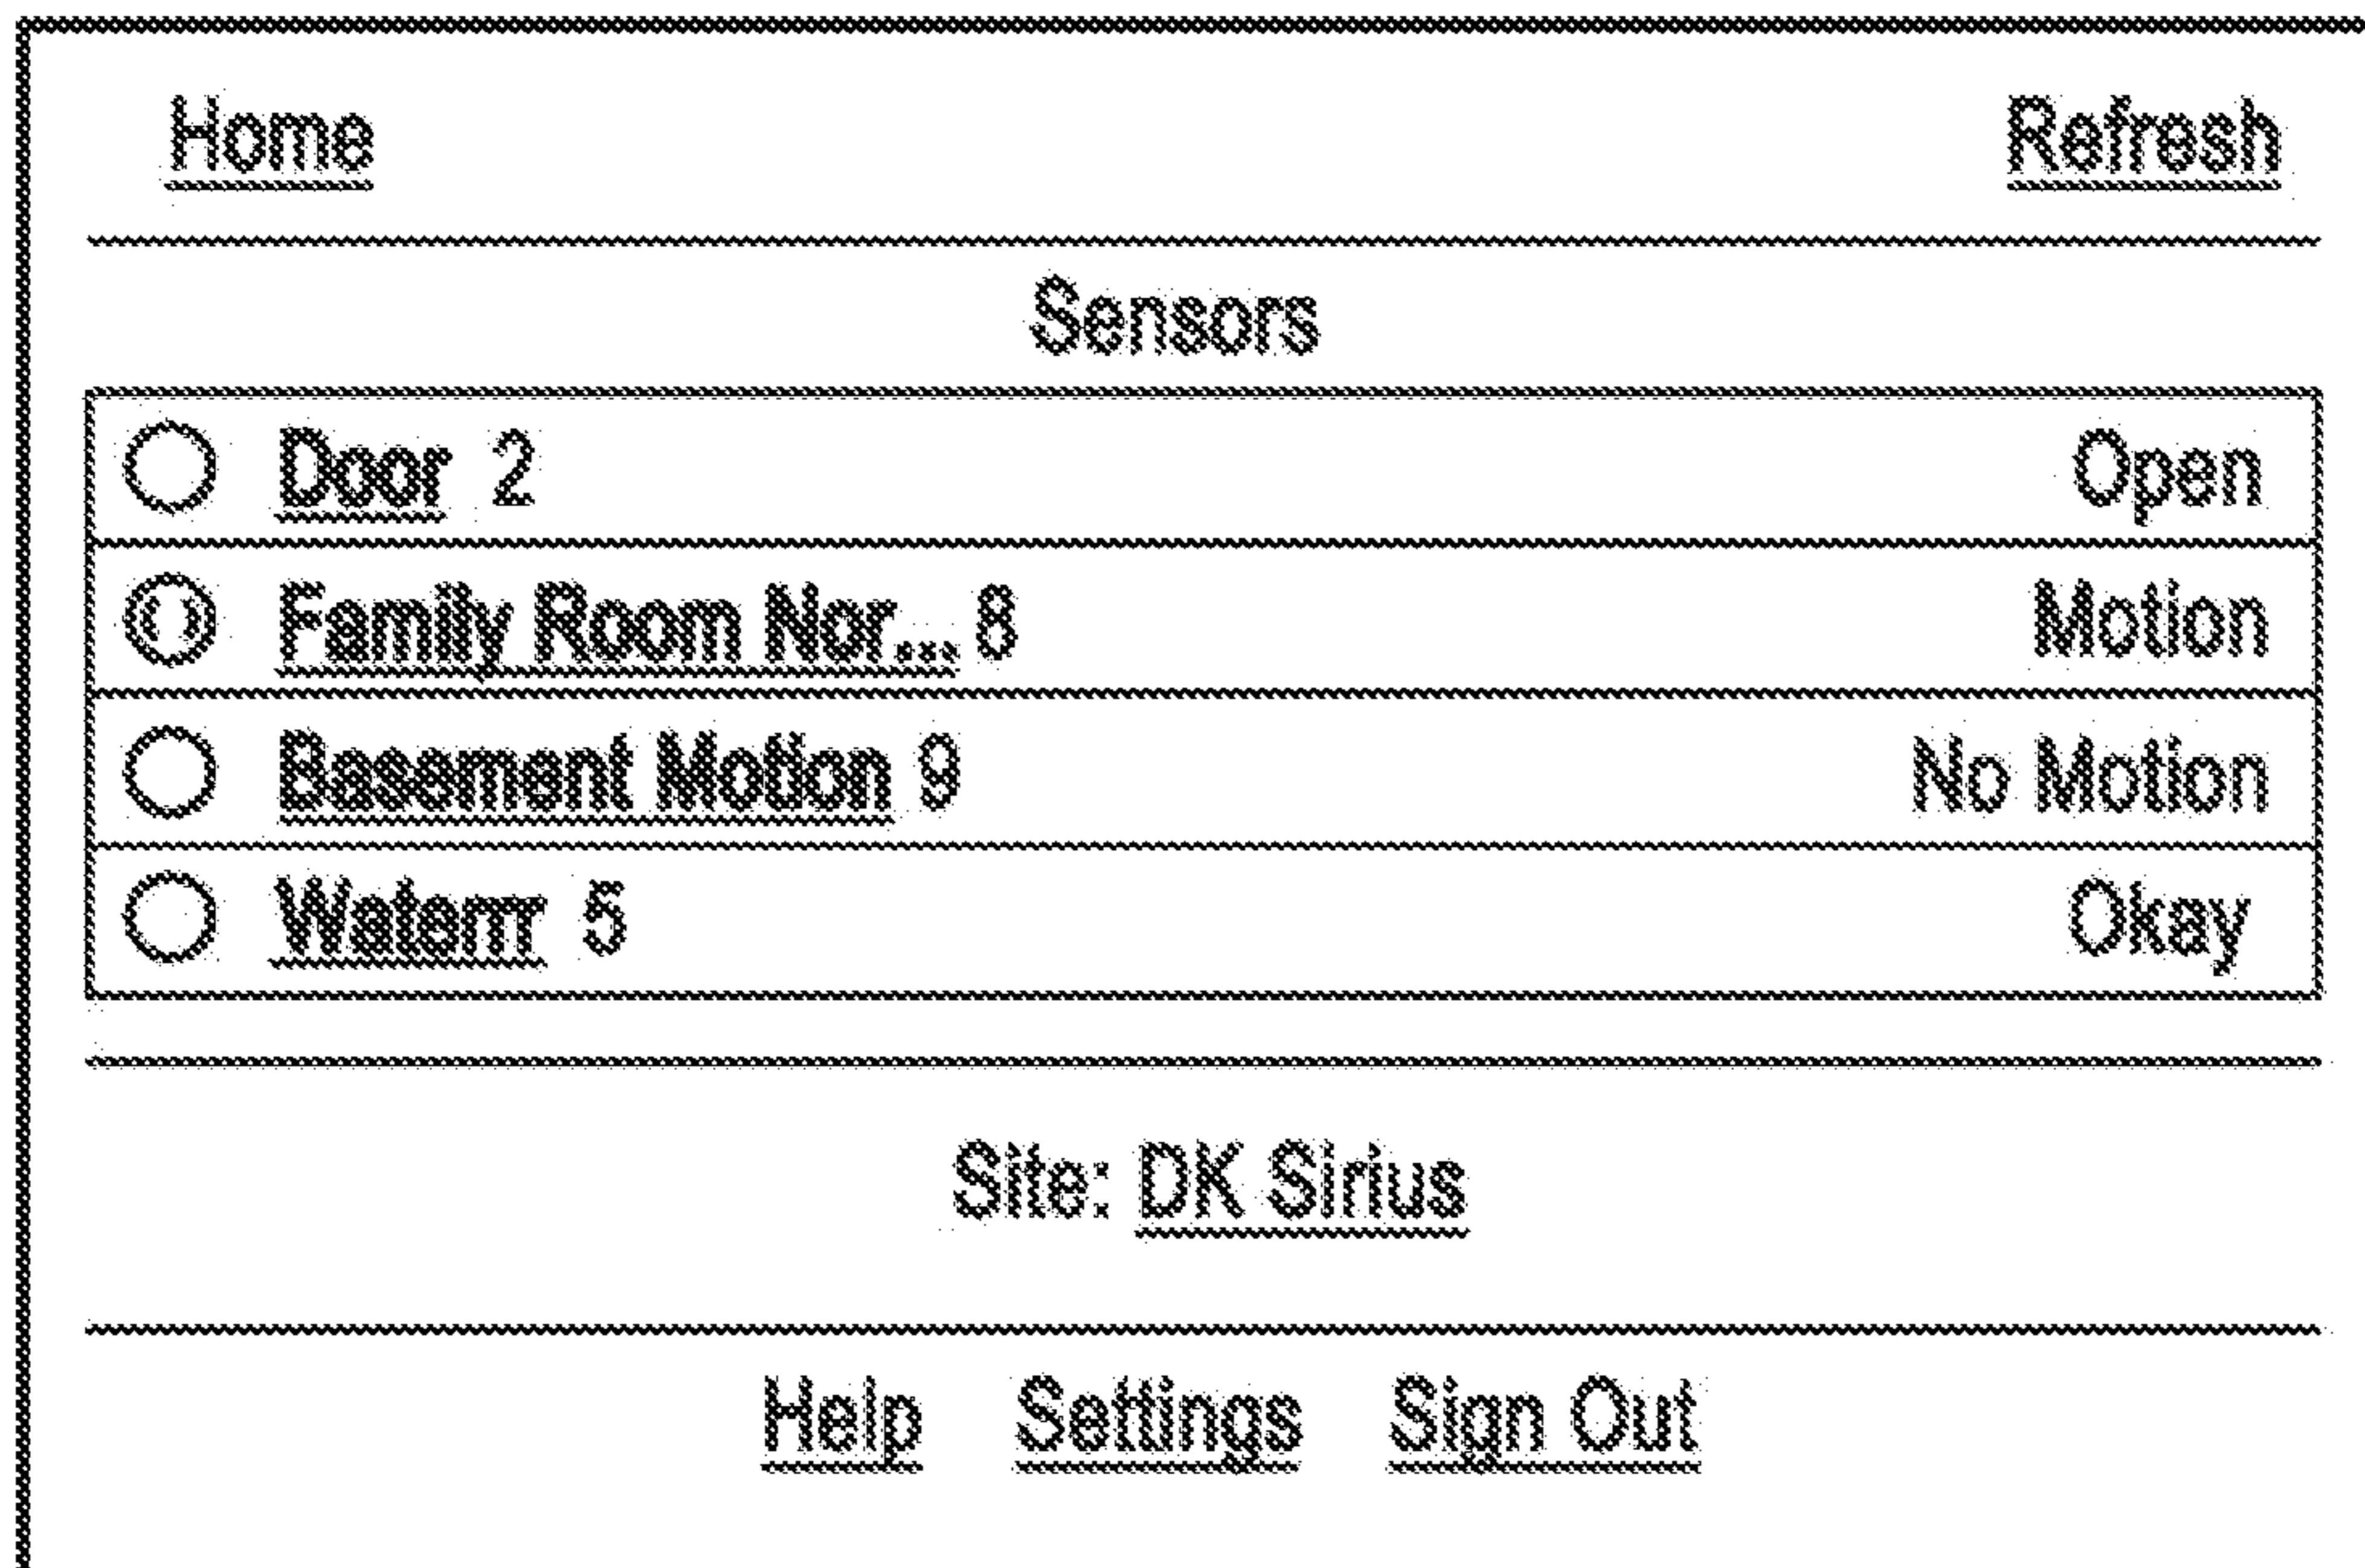 Home Refresh
Sensors
Door 2 Open
Family Room Nor... 8 Motion
Basement Motion 9 No Motion
Waterrr 5 Okay
Site: DK Sirius
Help Settings Sign Out